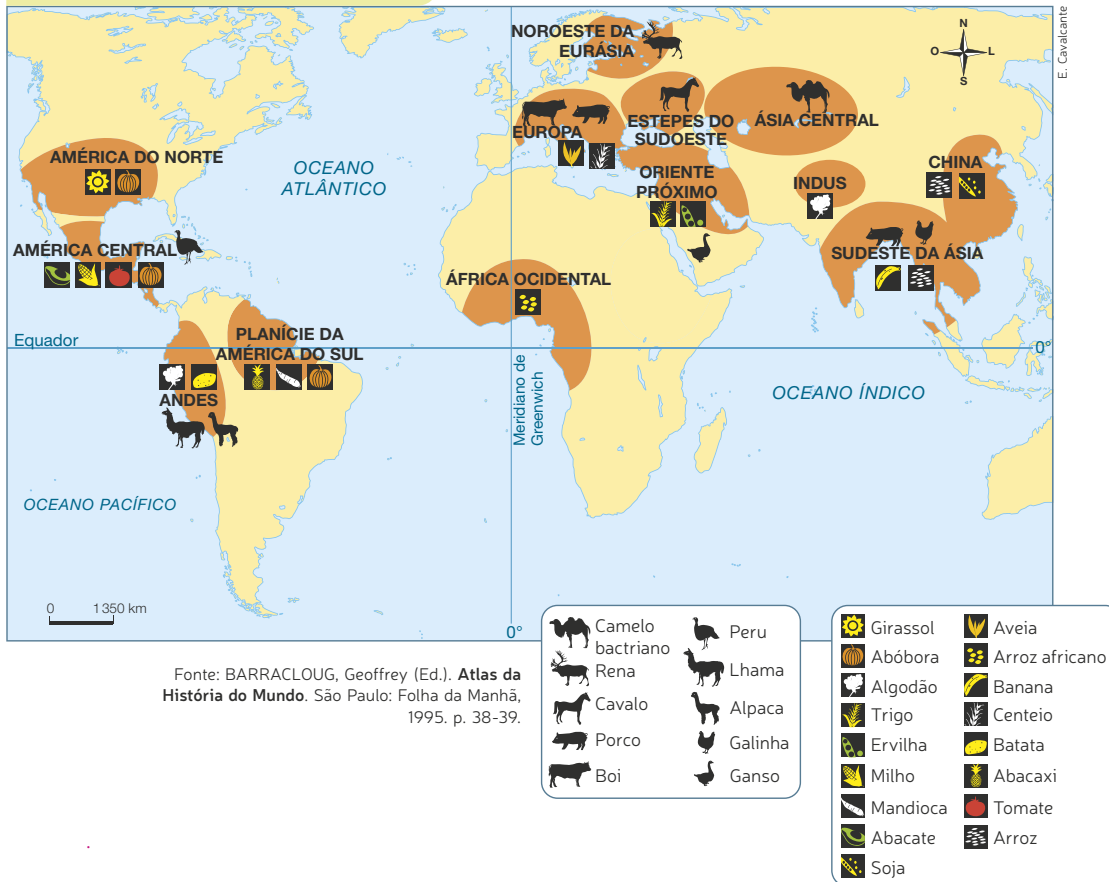 NOROESTE DA
EURÁSIA
N
O
L
S
E. Cavalcante
EUROPA
ESTEPES DO
SUDOESTE
ÁSIA CENTRAL
AMÉRICA DO NORTE
OCEANO
ATLÂNTICO
ORIENTE
PRÓXIMO
INDUS
CHINA
AMÉRICA CENTRAL
SUDESTE DA ÁSIA
ÁFRICA OCIDENTAL
Equador
PLANÍCIE DA
AMÉRICA DO SUL
0°
ANDES
Meridiano de
Greenwich
OCEANO ÍNDICO
OCEANO PACÍFICO
0
1 350 km
0°
Fonte: BARRACLOUG, Geoffrey (Ed.). Atlas da
História do Mundo. São Paulo: Folha da Manhã,
1995. p. 38-39.
Camelo
bactriano
Rena
Cavalo
Porco
Boi
Peru
Lhama
Alpaca
Galinha
Ganso
Girassol
Abóbora
Algodão
Trigo
Ervilha
Milho
Mandioca
Abacate
Soja
Aveia
Arroz africano
Banana
Centeio
Batata
Abacaxi
Tomate
Arroz